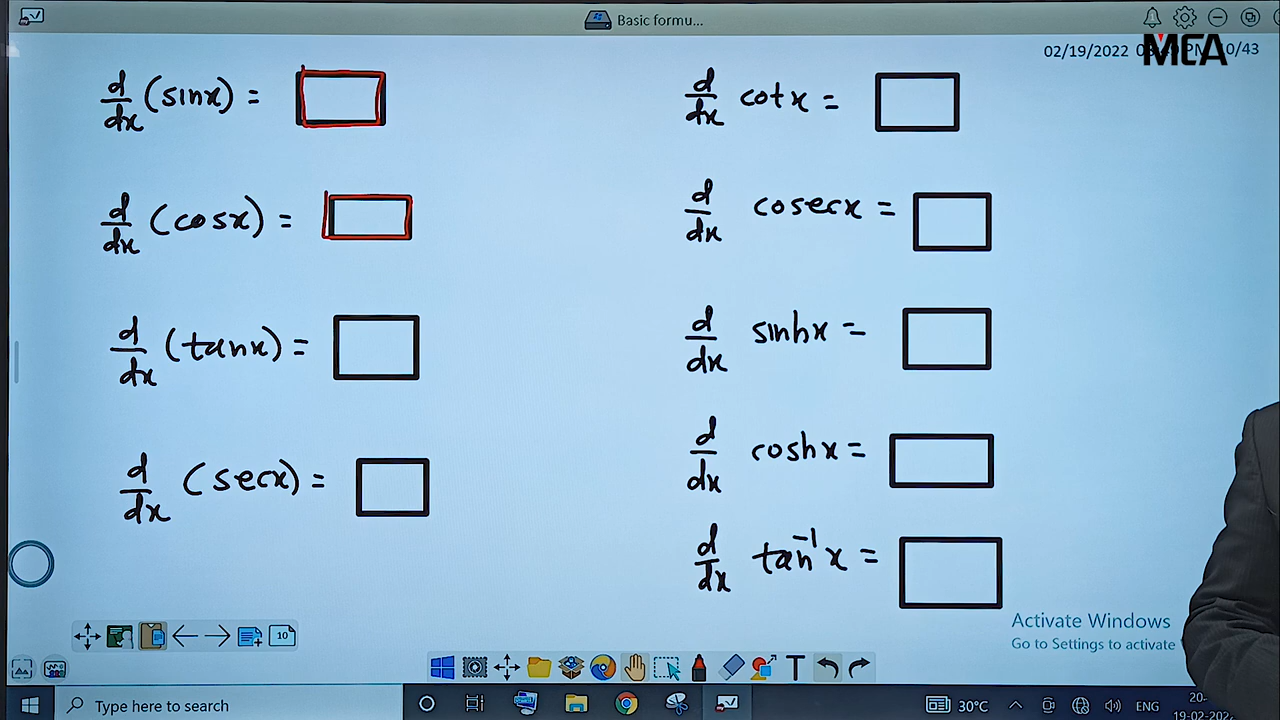 Basic formu...
02/19/2022
MCA
0/43
d/dx (sinx) =
d/dx (cosx) =
d/dx (tanx) =
d/dx (secx) =
d/dx cotx =
d/dx cosecx =
d/dx sinhx =
d/dx coshx =
d/dx tan⁻¹x =
Activate Windows
Go to Settings to activate
10
T
Type here to search
30°C
ENG
20-
19-02-202